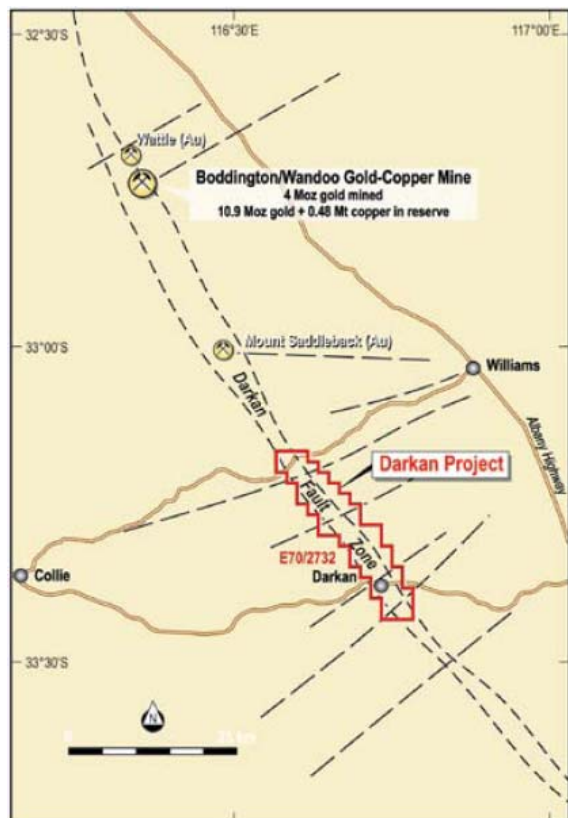 116°30'E
117°00'E
32°30'S
Wattle (Au)
Boddington/Wandoo Gold-Copper Mine
4 Moz gold mined
10.9 Moz gold + 0.48 Mt copper in reserve
33°00'S
Mount Saddleback (Au)
Darkan
Fault
Zone
Williams
Albany Highway
Darkan Project
E70/2732
Collie
Darkan
33°30'S
N
0
25 km